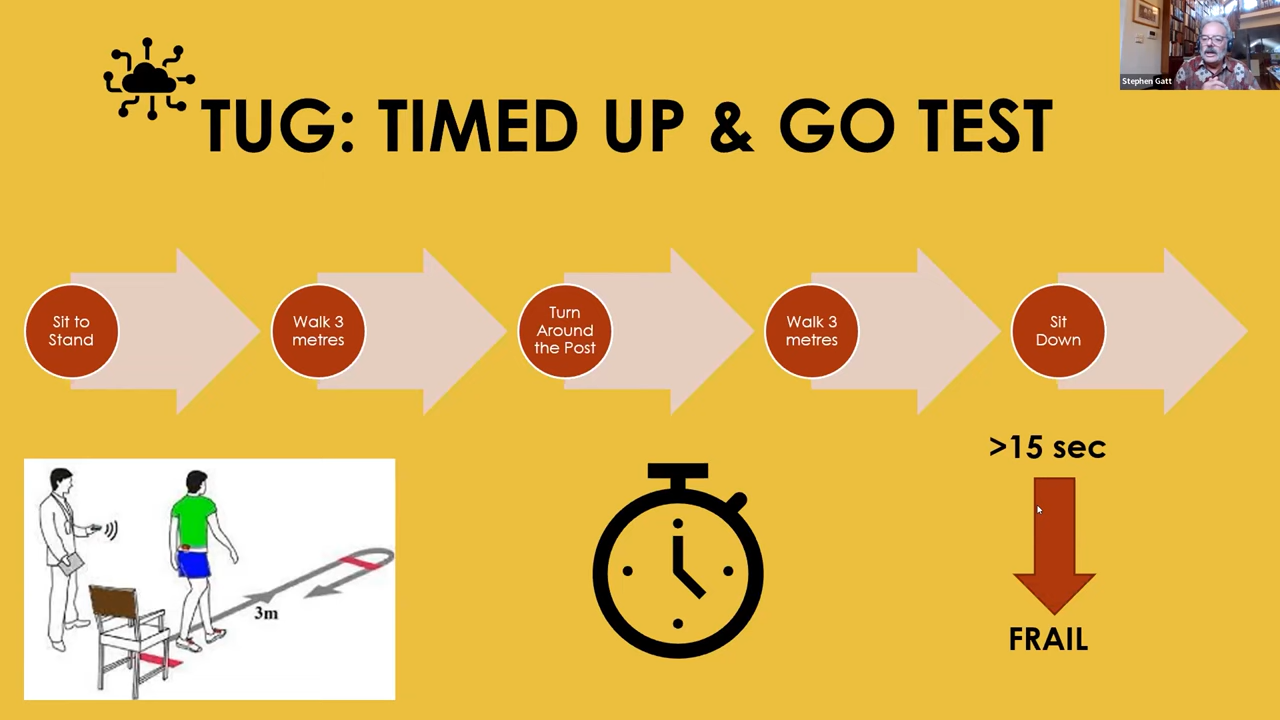 Stephen Gatt
TUG: TIMED UP & GO TEST
Sit to
Stand
Walk 3
metres
Turn
Around
the Post
Walk 3
metres
Sit
Down
>15 sec
3m
FRAIL